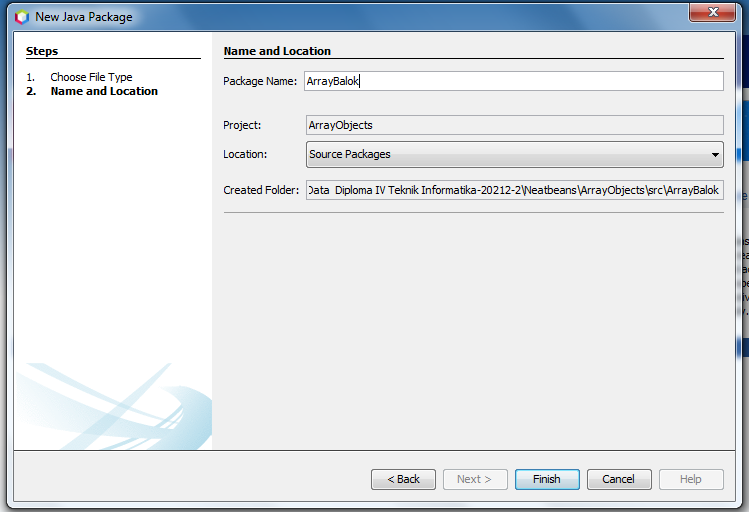 New Java Package
Steps
1. Choose File Type
2. Name and Location
Name and Location
Package Name: ArrayBalok
Project: ArrayObjects
Location: Source Packages
Created Folder: Data Diploma IV Teknik Informatika-20212-2\Neatbeans\ArrayObjects\src\ArrayBalok
< Back Next > Finish Cancel Help